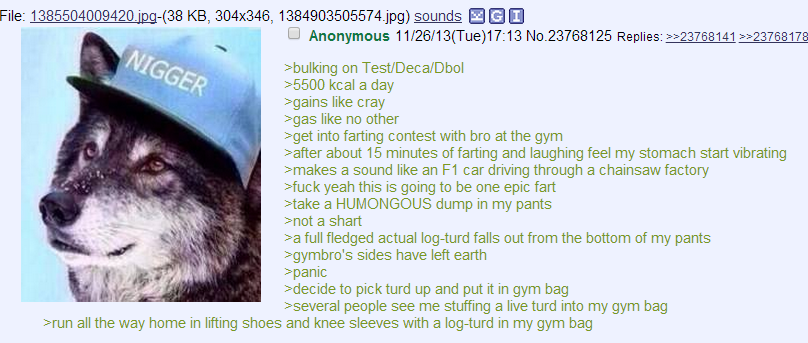 File: 1385504009420.jpg-(38 KB, 304x346, 1384903505574.jpg) sounds G I
NIGGER
Anonymous 11/26/13(Tue)17:13 No.23768125 Replies: >>23768141 >>23768178
>bulking on Test/Deca/Dbol
>5500 kcal a day
>gains like cray
>gas like no other
>get into farting contest with bro at the gym
>after about 15 minutes of farting and laughing feel my stomach start vibrating
>makes a sound like an F1 car driving through a chainsaw factory
>fuck yeah this is going to be one epic fart
>take a HUMONGOUS dump in my pants
>not a shart
>a full fledged actual log-turd falls out from the bottom of my pants
>gymbro's sides have left earth
>panic
>decide to pick turd up and put it in gym bag
>several people see me stuffing a live turd into my gym bag
>run all the way home in lifting shoes and knee sleeves with a log-turd in my gym bag